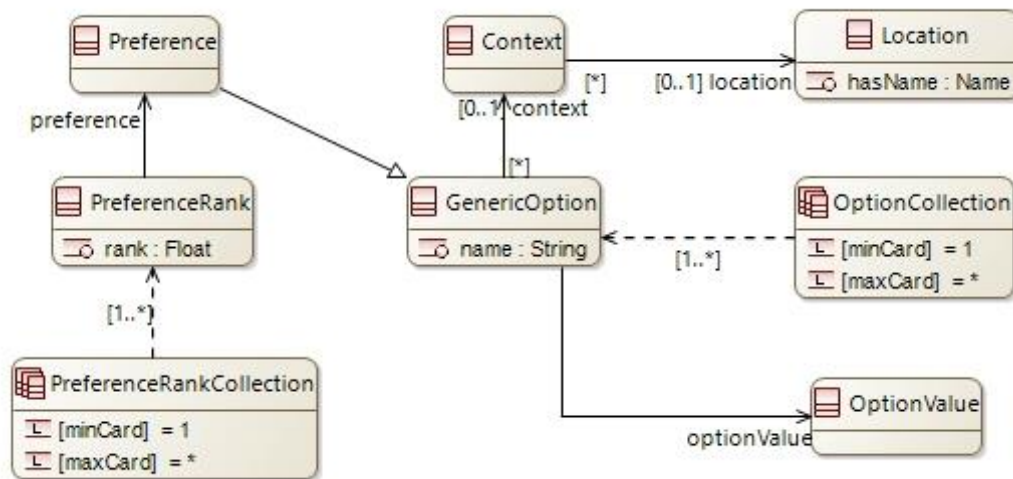 Preference
Context
Location
hasName : Name
[*]
[0..1] location
preference
[0..1] context
[*]
PreferenceRank
rank : Float
GenericOption
name : String
OptionCollection
[minCard] = 1
[maxCard] = *
[1..*]
[1..*]
PreferenceRankCollection
[minCard] = 1
[maxCard] = *
OptionValue
optionValue